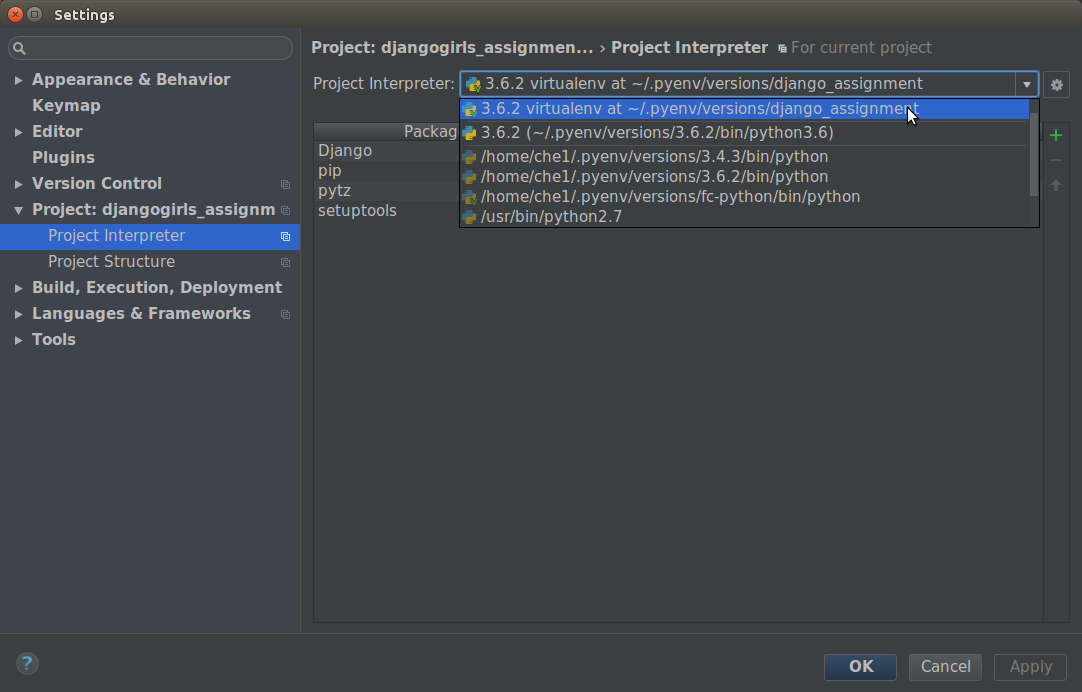 Settings
Appearance & Behavior
Keymap
Editor
Plugins
Version Control
Project: djangogirls_assignm
Project Interpreter
Project Structure
Build, Execution, Deployment
Languages & Frameworks
Tools
Project: djangogirls_assignmen... › Project Interpreter For current project
Project Interpreter: 3.6.2 virtualenv at ~/.pyenv/versions/django_assignment
3.6.2 virtualenv at ~/.pyenv/versions/django_assignment
3.6.2 (~/.pyenv/versions/3.6.2/bin/python3.6)
/home/che1/.pyenv/versions/3.4.3/bin/python
/home/che1/.pyenv/versions/3.6.2/bin/python
/home/che1/.pyenv/versions/fc-python/bin/python
/usr/bin/python2.7
Packag
Django
pip
pytz
setuptools
?
OK Cancel Apply